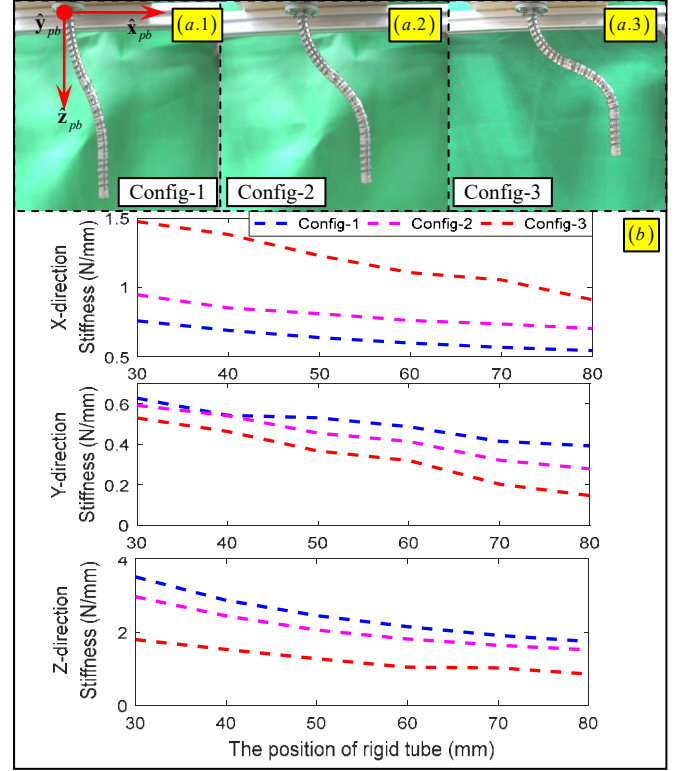 ŷ_pb
x̂_pb
(a.1)
(a.2)
(a.3)
ẑ_pb
Config-1
Config-2
Config-3
Config-1 Config-2 Config-3
(b)
X-direction
Stiffness (N/mm)
1.5
1
0.5
30 40 50 60 70 80
Y-direction
Stiffness (N/mm)
0.6
0.4
0.2
0
30 40 50 60 70 80
Z-direction
Stiffness (N/mm)
4
2
0
30 40 50 60 70 80
The position of rigid tube (mm)